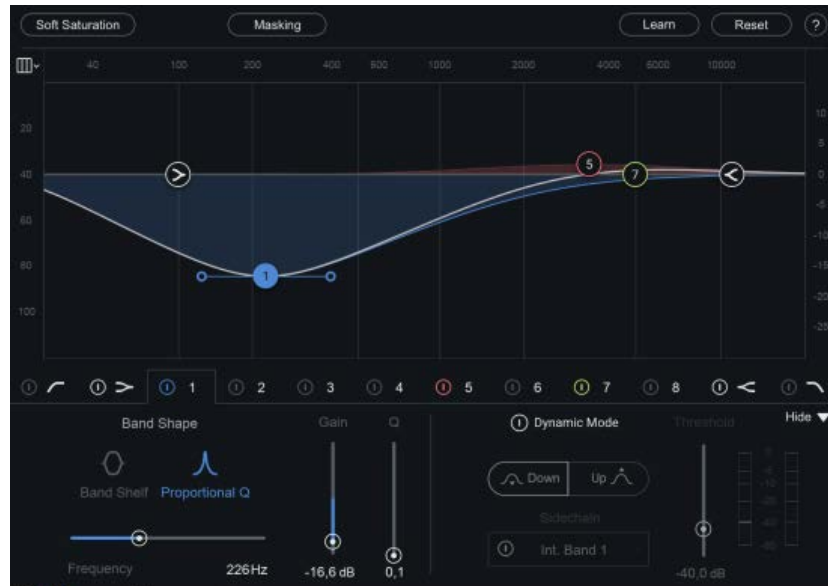 Soft Saturation Masking Learn Reset ?
40 100 200 400 600 1000 2000 4000 6000 10000
20 10
5
5
40 7 0
-5
60 -10
80 1 -15
-20
100 -25
1 2 3 4 5 6 7 8
Band Shape Gain Q Dynamic Mode Threshold Hide
Band Shelf Proportional Q
Down Up
Sidechain
Int. Band 1
Frequency 226Hz -16,6 dB 0,1 -40,0 dB